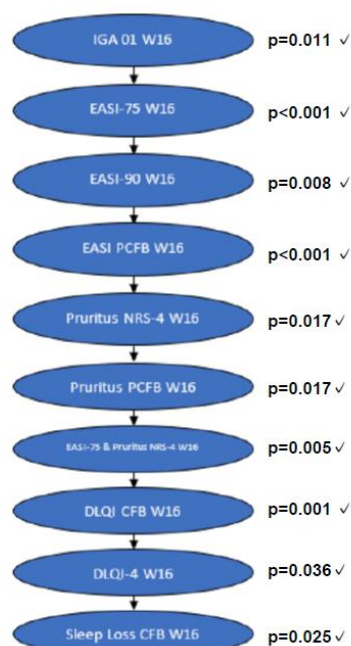 IGA 01 W16 p=0.011 ✓
EASI-75 W16 p<0.001 ✓
EASI-90 W16 p=0.008 ✓
EASI PCFB W16 p<0.001 ✓
Pruritus NRS-4 W16 p=0.017 ✓
Pruritus PCFB W16 p=0.017 ✓
EASI-75 & Pruritus NRS-4 W16 p=0.005 ✓
DLQI CFB W16 p=0.001 ✓
DLQI-4 W16 p=0.036 ✓
Sleep Loss CFB W16 p=0.025 ✓